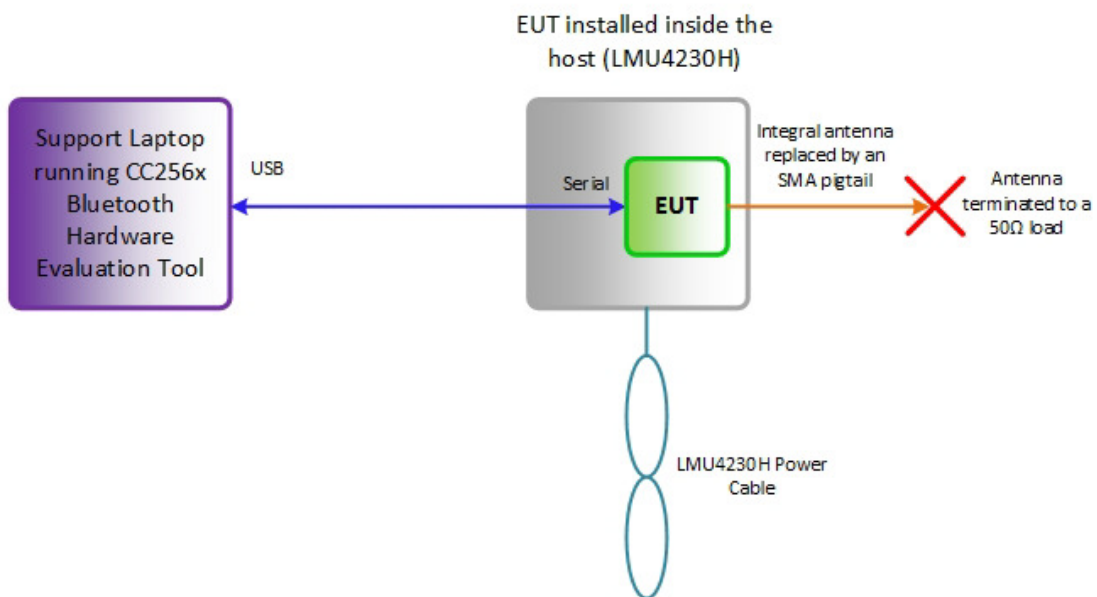 EUT installed inside the
host (LMU4230H)
Support Laptop
running CC256x
Bluetooth
Hardware
Evaluation Tool
USB
Serial
EUT
Integral antenna
replaced by an
SMA pigtail
Antenna
terminated to a
50Ω load
LMU4230H Power
Cable